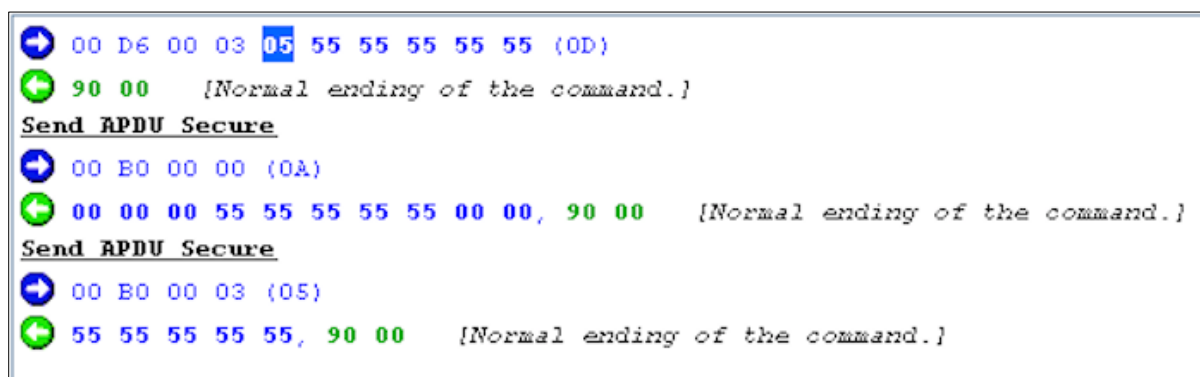 00 D6 00 03 05 55 55 55 55 55 (0D)
90 00 [Normal ending of the command.]
Send APDU Secure
00 B0 00 00 (0A)
00 00 00 55 55 55 55 55 00 00, 90 00 [Normal ending of the command.]
Send APDU Secure
00 B0 00 03 (05)
55 55 55 55 55, 90 00 [Normal ending of the command.]